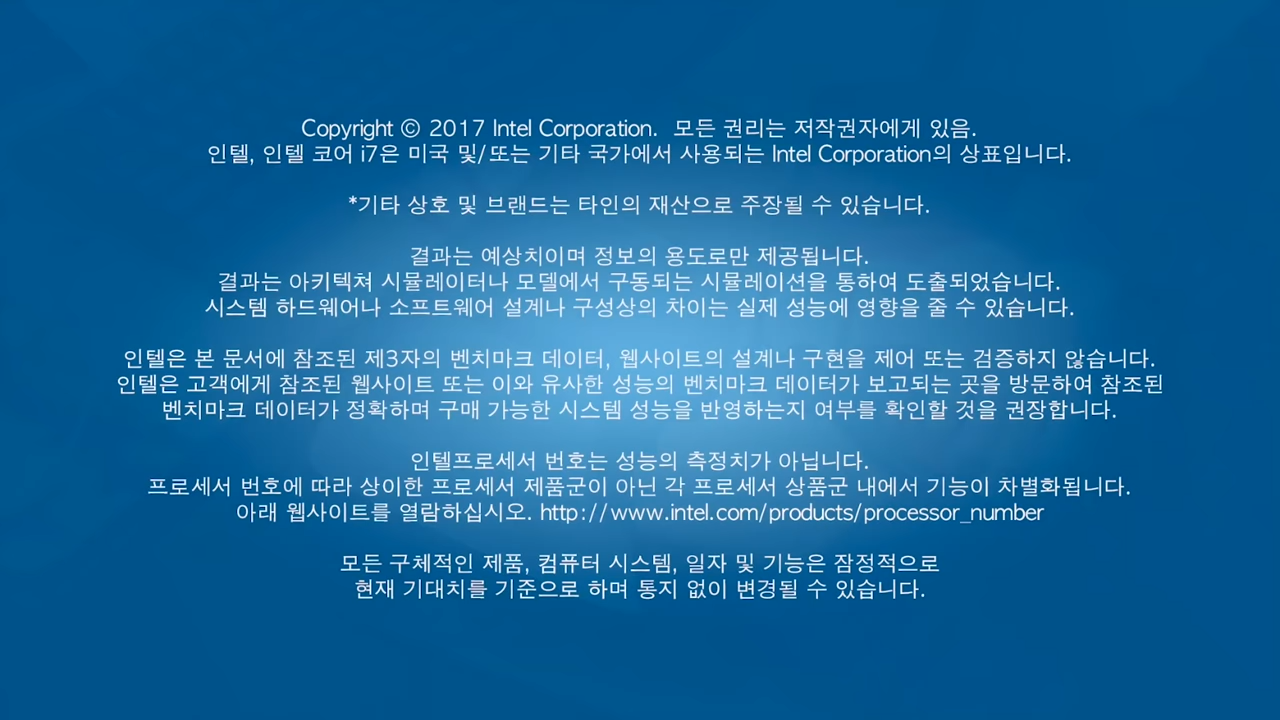 Copyright © 2017 Intel Corporation. 모든 권리는 저작권자에게 있음.
인텔, 인텔 코어 i7은 미국 및/또는 기타 국가에서 사용되는 Intel Corporation의 상표입니다.
*기타 상호 및 브랜드는 타인의 재산으로 주장될 수 있습니다.
결과는 예상치이며 정보의 용도로만 제공됩니다.
결과는 아키텍쳐 시뮬레이터나 모델에서 구동되는 시뮬레이션을 통하여 도출되었습니다.
시스템 하드웨어나 소프트웨어 설계나 구성상의 차이는 실제 성능에 영향을 줄 수 있습니다.
인텔은 본 문서에 참조된 제3자의 벤치마크 데이터, 웹사이트의 설계나 구현을 제어 또는 검증하지 않습니다.
인텔은 고객에게 참조된 웹사이트 또는 이와 유사한 성능의 벤치마크 데이터가 보고되는 곳을 방문하여 참조된
벤치마크 데이터가 정확하며 구매 가능한 시스템 성능을 반영하는지 여부를 확인할 것을 권장합니다.
인텔프로세서 번호는 성능의 측정치가 아닙니다.
프로세서 번호에 따라 상이한 프로세서 제품군이 아닌 각 프로세서 상품군 내에서 기능이 차별화됩니다.
아래 웹사이트를 열람하십시오. http://www.intel.com/products/processor_number
모든 구체적인 제품, 컴퓨터 시스템, 일자 및 기능은 잠정적으로
현재 기대치를 기준으로 하며 통지 없이 변경될 수 있습니다.